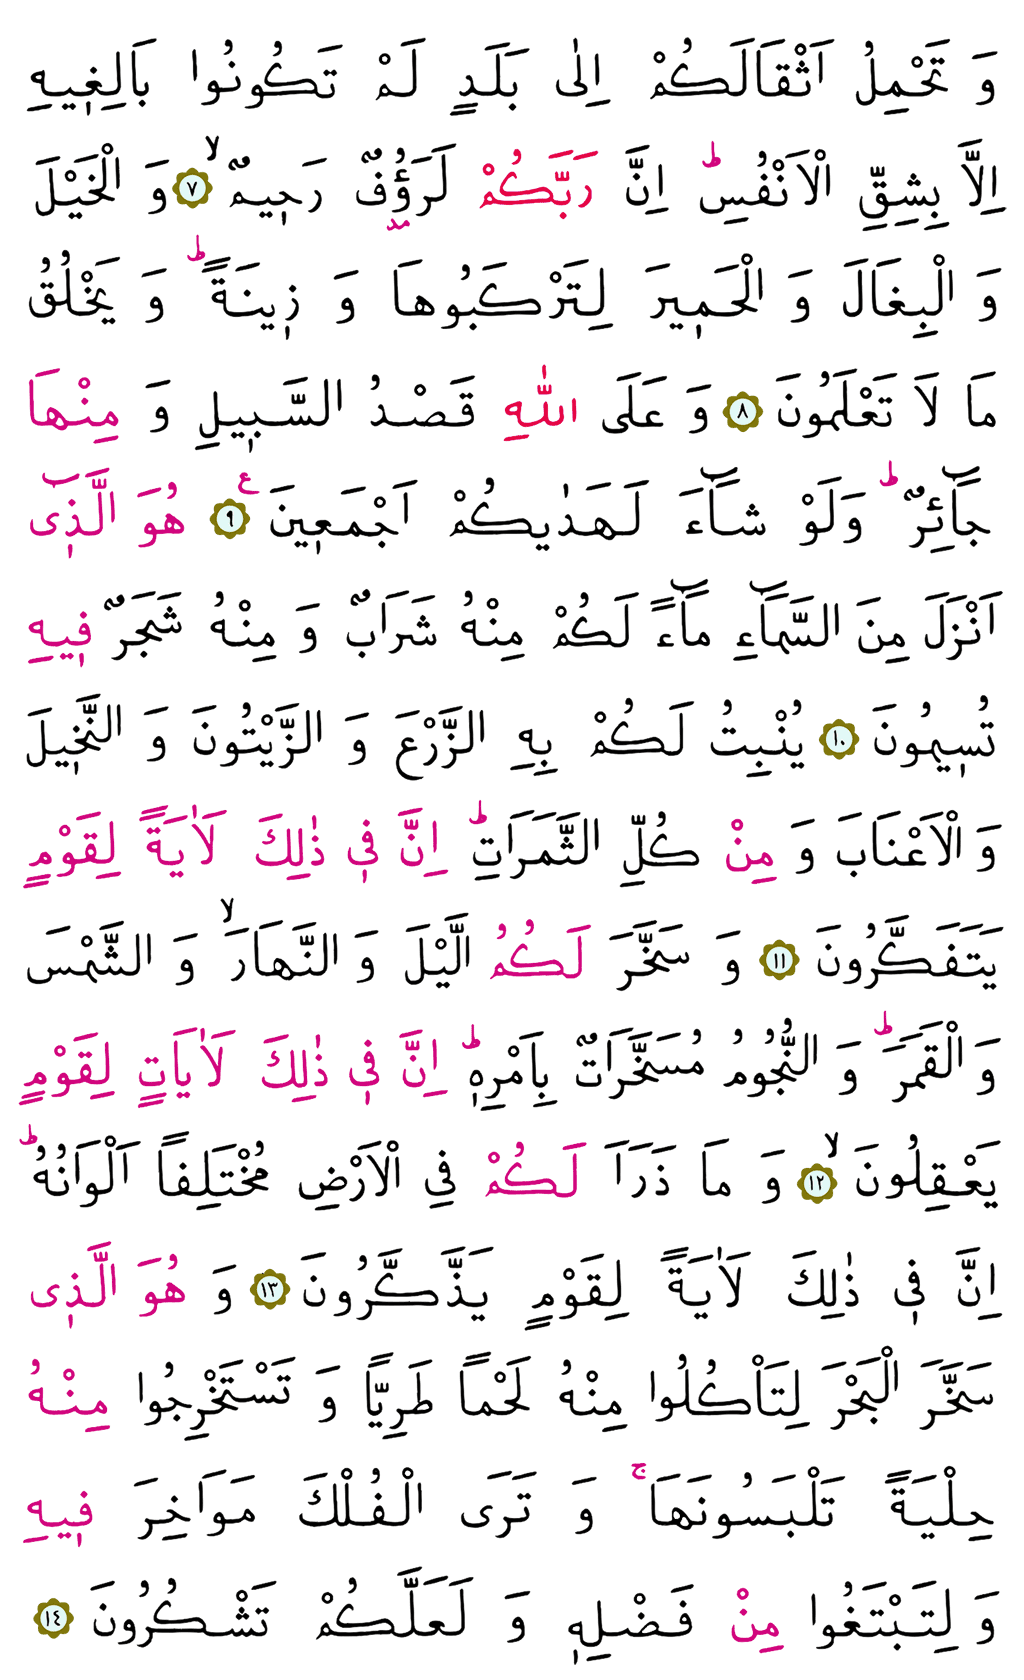 وَ تَحْمِلُ اَثْقَالَكُمْ اِلٰى بَلَدٍ لَمْ تَكُونُوا بَالِغ۪يهِ
اِلَّا بِشِقِّ الْاَنْفُسِۜ اِنَّ رَبَّكُمْ لَرَؤُ۫فٌ رَح۪يمٌۙ ﴿٧﴾ وَ الْخَيْلَ
وَ الْبِغَالَ وَ الْحَم۪يرَ لِتَرْكَبُوهَا وَ ز۪ينَةًۜ وَ يَخْلُقُ
مَا لَا تَعْلَمُونَ ﴿٨﴾ وَ عَلَى اللّٰهِ قَصْدُ السَّب۪يلِ وَ مِنْهَا
جَٓائِرٌۜ وَلَوْ شَٓاءَ لَهَدٰيكُمْ اَجْمَع۪ينَ ع ﴿٩﴾ هُوَ الَّذ۪ٓى
اَنْزَلَ مِنَ السَّمَٓاءِ مَٓاءً لَكُمْ مِنْهُ شَرَابٌ وَ مِنْهُ شَجَرٌ ف۪يهِ
تُس۪يمُونَ ﴿١٠﴾ يُنْبِتُ لَكُمْ بِهِ الزَّرْعَ وَ الزَّيْتُونَ وَ النَّخ۪يلَ
وَ الْاَعْنَابَ وَ مِنْ كُلِّ الثَّمَرَاتِۜ اِنَّ ف۪ى ذٰلِكَ لَاٰيَةً لِقَوْمٍ
يَتَفَكَّرُونَ ﴿١١﴾ وَ سَخَّرَ لَكُمُ الَّيْلَ وَ النَّهَارَۙ وَ الشَّمْسَ
وَ الْقَمَرَۜ وَ النُّجُومُ مُسَخَّرَاتٌ بِاَمْرِه۪ۜ اِنَّ ف۪ى ذٰلِكَ لَاٰيَاتٍ لِقَوْمٍ
يَعْقِلُونَۙ ﴿١٢﴾ وَ مَا ذَرَاَ لَكُمْ فِي الْاَرْضِ مُخْتَلِفًا اَلْوَانُهُۜ
اِنَّ ف۪ى ذٰلِكَ لَاٰيَةً لِقَوْمٍ يَذَّكَّرُونَ ﴿١٣﴾ وَ هُوَ الَّذ۪ى
سَخَّرَ الْبَحْرَ لِتَاْكُلُوا مِنْهُ لَحْمًا طَرِيًّا وَ تَسْتَخْرِجُوا مِنْهُ
حِلْيَةً تَلْبَسُونَهَاۚ وَ تَرَى الْفُلْكَ مَوَاخِرَ ف۪يهِ
وَ لِتَبْتَغُوا مِنْ فَضْلِه۪ وَ لَعَلَّكُمْ تَشْكُرُونَ ﴿١٤﴾